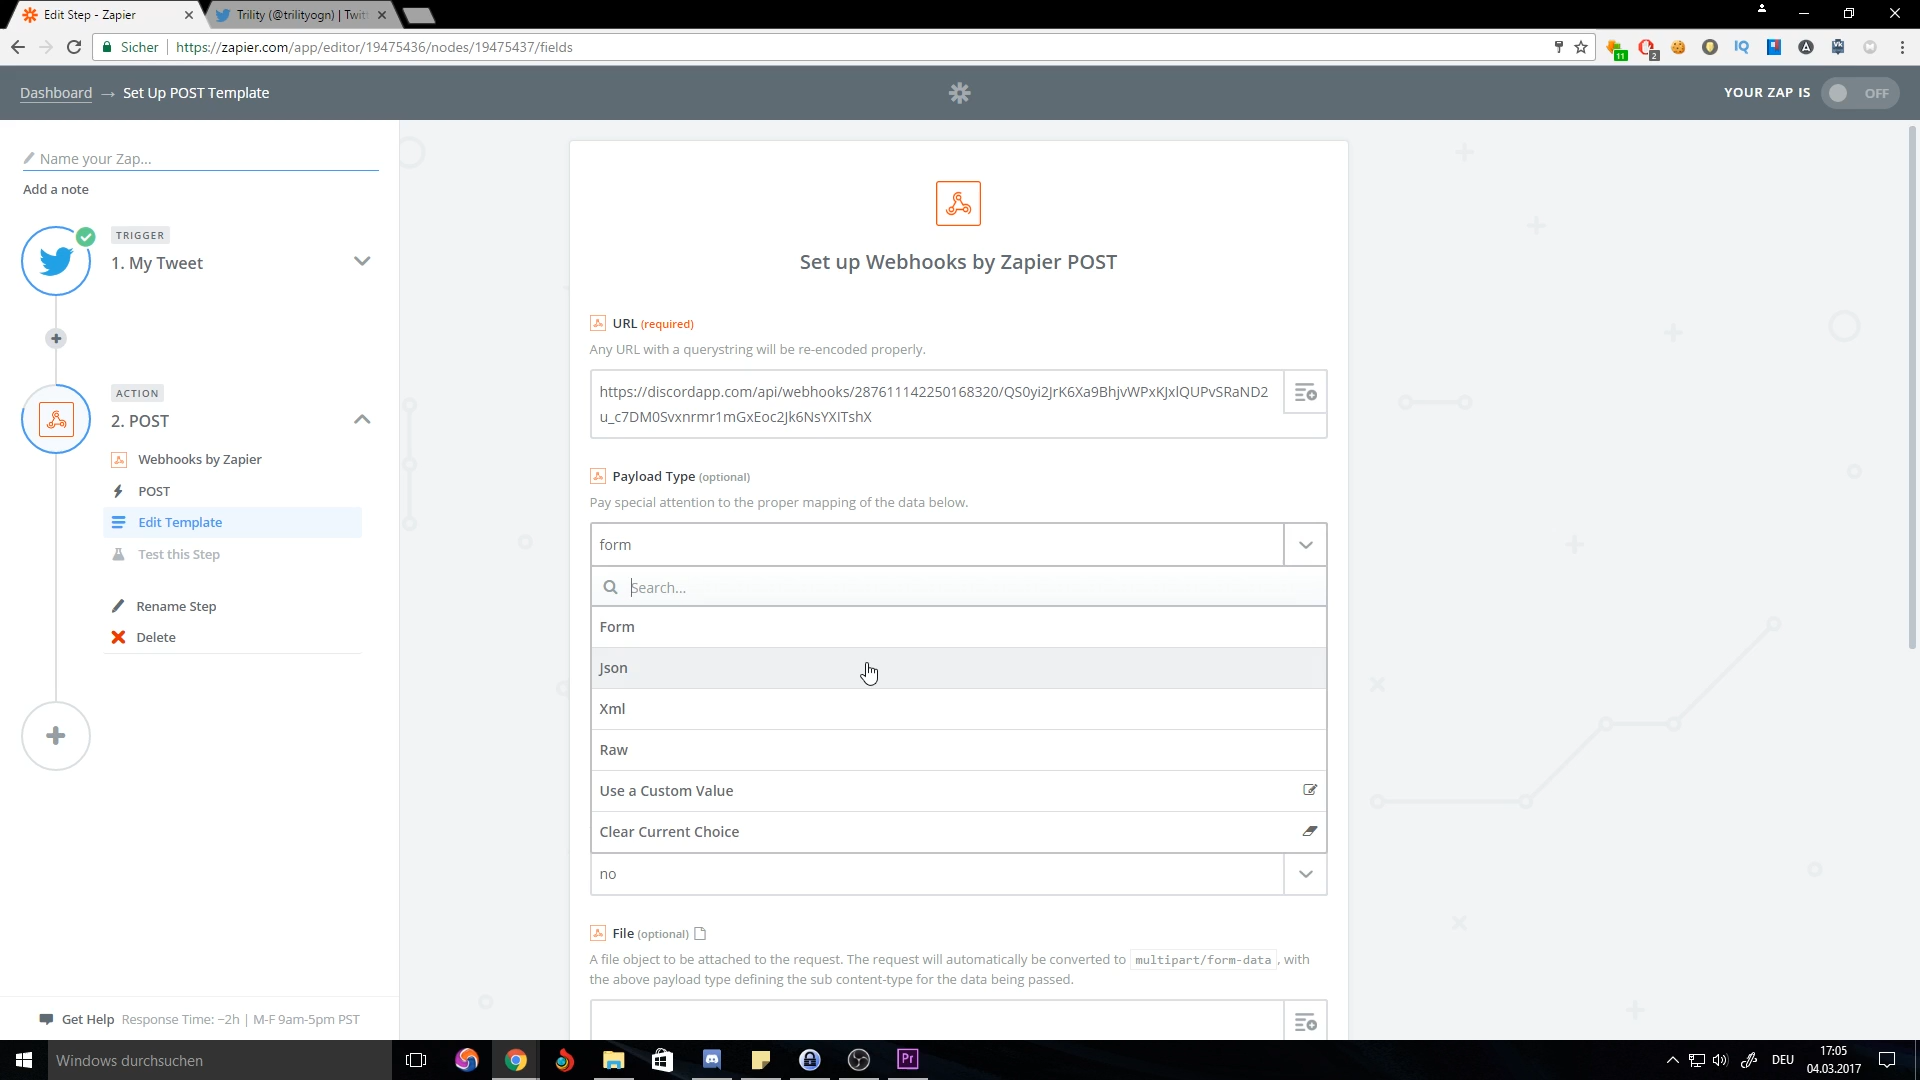 Edit Step - Zapier
Trility (@trilityogn) | Twit
Sicher
https://zapier.com/app/editor/19475436/nodes/19475437/fields
11
2
IQ
A
Dashboard → Set Up POST Template
YOUR ZAP IS
OFF
Name your Zap...
Add a note
TRIGGER
1. My Tweet
ACTION
2. POST
Webhooks by Zapier
POST
Edit Template
Test this Step
Rename Step
Delete
Get Help Response Time: ~2h | M-F 9am-5pm PST
Set up Webhooks by Zapier POST
URL (required)
Any URL with a querystring will be re-encoded properly.
https://discordapp.com/api/webhooks/287611142250168320/QS0yi2JrK6Xa9BhjvWPxKJxlQUPvSRaND2
u_c7DM0Svxnrmr1mGxEoc2Jk6NsYXITshX
Payload Type (optional)
Pay special attention to the proper mapping of the data below.
form
Search...
Form
Json
Xml
Raw
Use a Custom Value
Clear Current Choice
no
File (optional)
A file object to be attached to the request. The request will automatically be converted to multipart/form-data , with
the above payload type defining the sub content-type for the data being passed.
Windows durchsuchen
Pr
DEU
17:05
04.03.2017